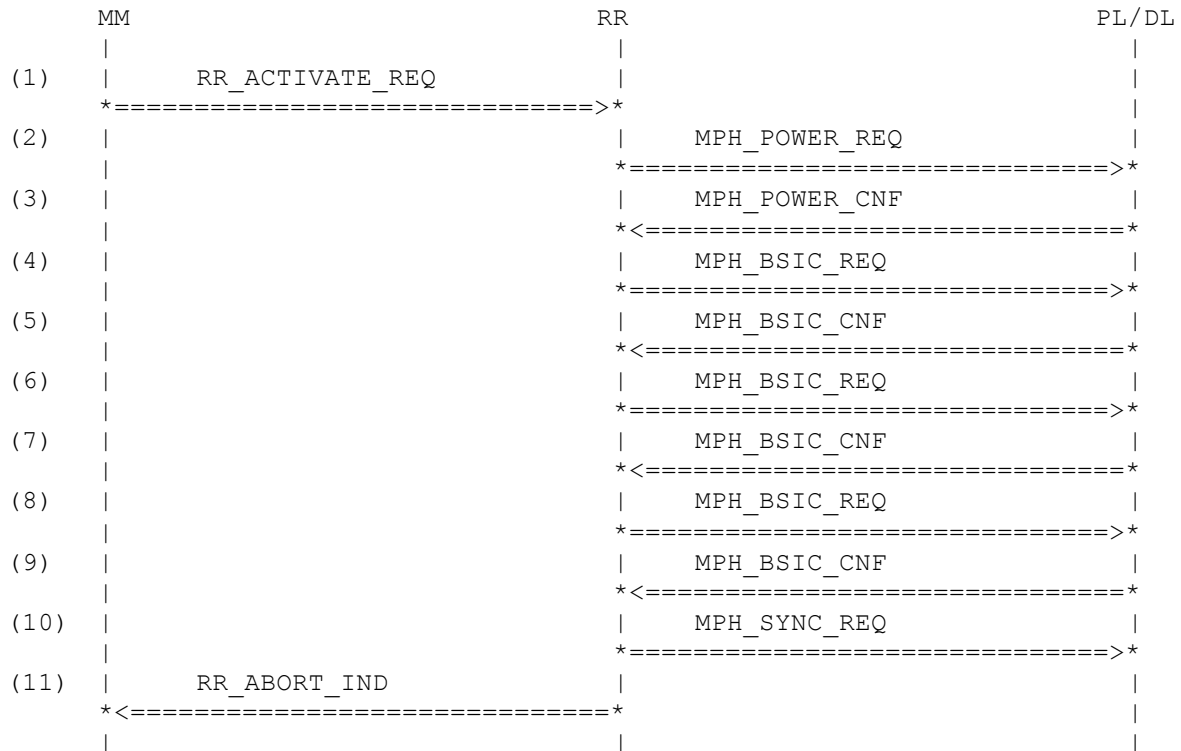 MM RR PL/DL
| | |
(1) | RR_ACTIVATE_REQ | |
*==============================>* |
(2) | | MPH_POWER_REQ |
| *==============================>*
(3) | | MPH_POWER_CNF |
| *<==============================*
(4) | | MPH_BSIC_REQ |
| *==============================>*
(5) | | MPH_BSIC_CNF |
| *<==============================*
(6) | | MPH_BSIC_REQ |
| *==============================>*
(7) | | MPH_BSIC_CNF |
| *<==============================*
(8) | | MPH_BSIC_REQ |
| *==============================>*
(9) | | MPH_BSIC_CNF |
| *<==============================*
(10) | | MPH_SYNC_REQ |
| *==============================>*
(11) | RR_ABORT_IND | |
*<==============================* |
| | |